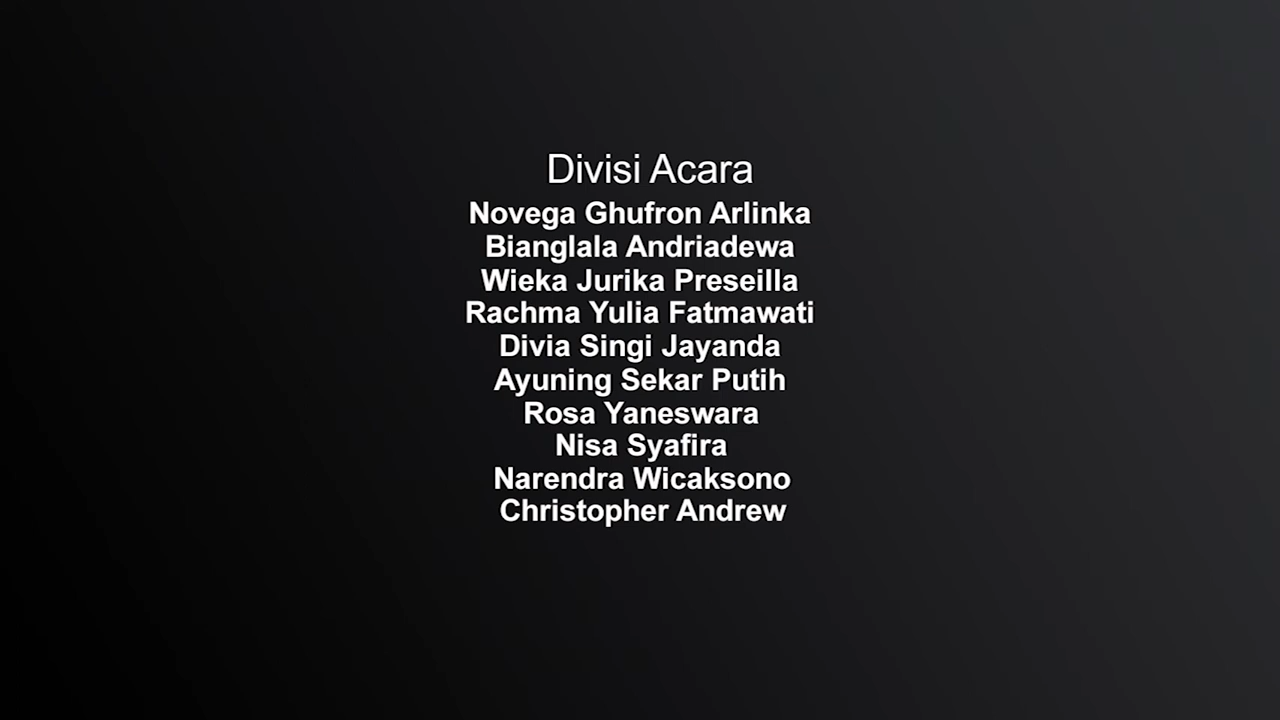 Divisi Acara
Novega Ghufron Arlinka
Bianglala Andriadewa
Wieka Jurika Preseilla
Rachma Yulia Fatmawati
Divia Singi Jayanda
Ayuning Sekar Putih
Rosa Yaneswara
Nisa Syafira
Narendra Wicaksono
Christopher Andrew